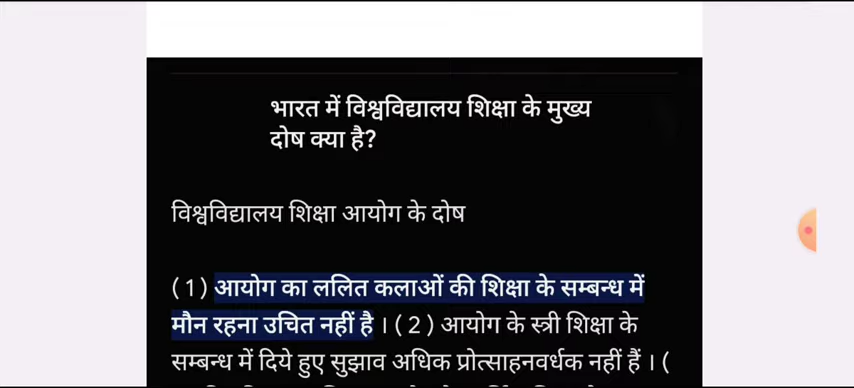 भारत में विश्वविद्यालय शिक्षा के मुख्य
दोष क्या है?
विश्वविद्यालय शिक्षा आयोग के दोष
(1) आयोग का ललित कलाओं की शिक्षा के सम्बन्ध में
मौन रहना उचित नहीं है । (2) आयोग के स्त्री शिक्षा के
सम्बन्ध में दिये हुए सुझाव अधिक प्रोत्साहनवर्धक नहीं हैं । (